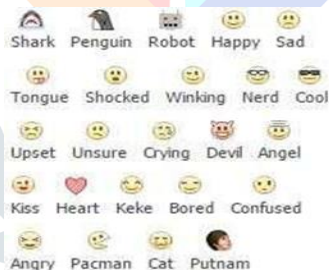 Shark Penguin Robot Happy Sad
Tongue Shocked Winking Nerd Cool
Upset Unsure Crying Devil Angel
Kiss Heart Keke Bored Confused
Angry Pacman Cat Putnam